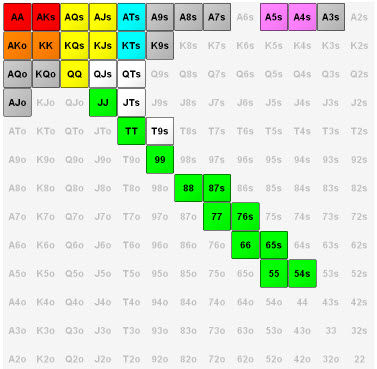 AA AKs AQs AJs ATs A9s A8s A7s A6s A5s A4s A3s A2s
AKo KK KQs KJs KTs K9s K8s K7s K6s K5s K4s K3s K2s
AQo KQo QQ QJs QTs Q9s Q8s Q7s Q6s Q5s Q4s Q3s Q2s
AJo KJo QJo JJ JTs J9s J8s J7s J6s J5s J4s J3s J2s
ATo KTo QTo JTo TT T9s T8s T7s T6s T5s T4s T3s T2s
A9o K9o Q9o J9o T9o 99 98s 97s 96s 95s 94s 93s 92s
A8o K8o Q8o J8o T8o 98o 88 87s 86s 85s 84s 83s 82s
A7o K7o Q7o J7o T7o 97o 87o 77 76s 75s 74s 73s 72s
A6o K6o Q6o J6o T6o 96o 86o 76o 66 65s 64s 63s 62s
A5o K5o Q5o J5o T5o 95o 85o 75o 65o 55 54s 53s 52s
A4o K4o Q4o J4o T4o 94o 84o 74o 64o 54o 44 43s 42s
A3o K3o Q3o J3o T3o 93o 83o 73o 63o 53o 43o 33 32s
A2o K2o Q2o J2o T2o 92o 82o 72o 62o 52o 42o 32o 22